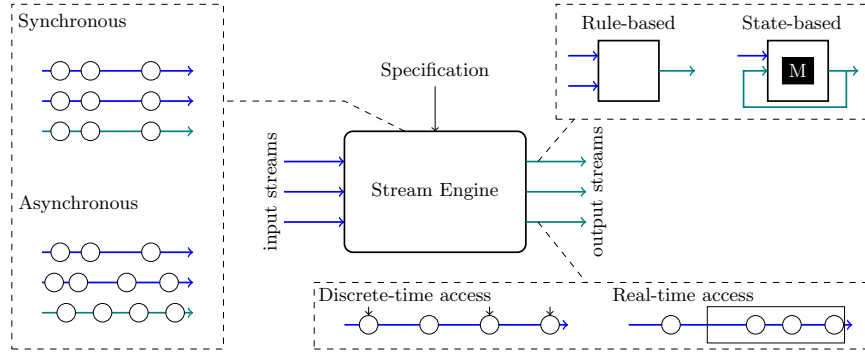 Synchronous
Asynchronous
Specification
input streams
Stream Engine
output streams
Rule-based
State-based
M
Discrete-time access
Real-time access